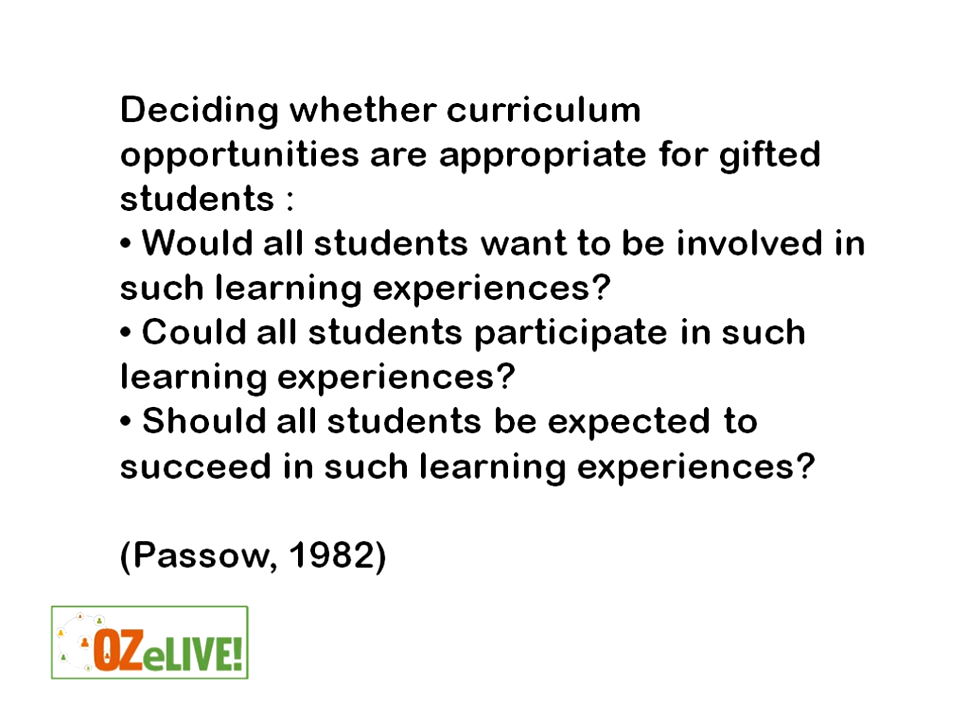 Deciding whether curriculum
opportunities are appropriate for gifted
students :
• Would all students want to be involved in
such learning experiences?
• Could all students participate in such
learning experiences?
• Should all students be expected to
succeed in such learning experiences?
(Passow, 1982)
OZeLIVE!